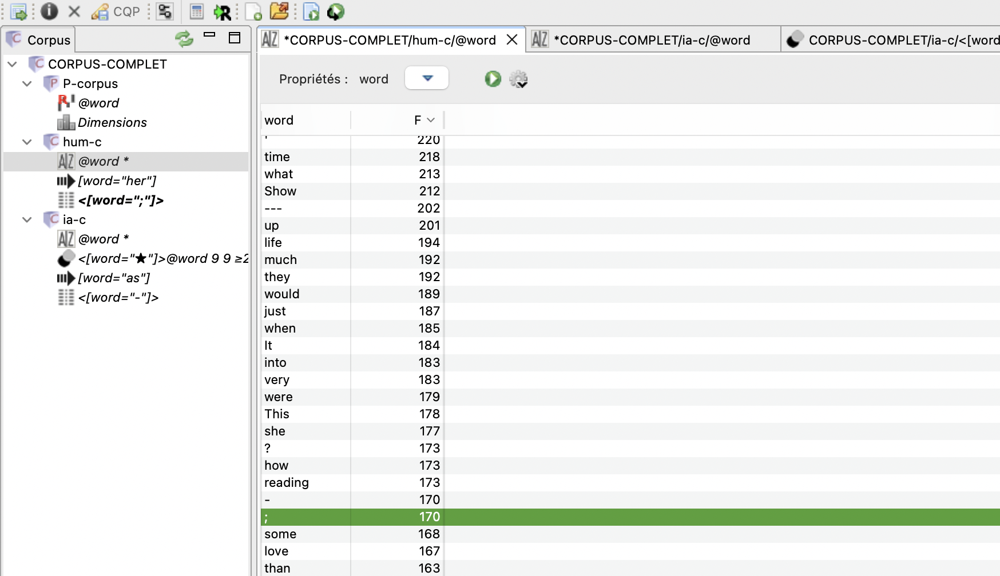 CQP
Corpus
*CORPUS-COMPLET/hum-c/@word
*CORPUS-COMPLET/ia-c/@word
CORPUS-COMPLET/ia-c/<[word
CORPUS-COMPLET
P-corpus
@word
Dimensions
hum-c
@word *
[word="her"]
<[word=";"]>
ia-c
@word *
<[word="★"]>@word 9 9 ≥2
[word="as"]
<[word="-"]>
Propriétés : word
word F
' 220
time 218
what 213
Show 212
--- 202
up 201
life 194
much 192
they 192
would 189
just 187
when 185
It 184
into 183
very 183
were 179
This 178
she 177
? 173
how 173
reading 173
- 170
; 170
some 168
love 167
than 163